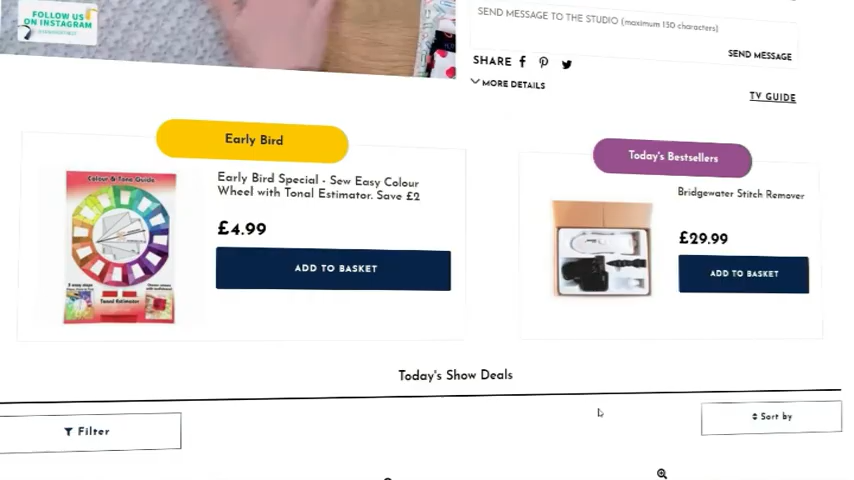 FOLLOW US
ON INSTAGRAM
SEND MESSAGE TO THE STUDIO (maximum 150 characters)
SEND MESSAGE
SHARE
MORE DETAILS
TV GUIDE
Early Bird
Today's Bestsellers
Colour & Tone Guide
Early Bird Special - Sew Easy Colour
Wheel with Tonal Estimator. Save £2
£4.99
ADD TO BASKET
Tonal Estimator
Bridgewater Stitch Remover
£29.99
ADD TO BASKET
Today's Show Deals
Filter
Sort by